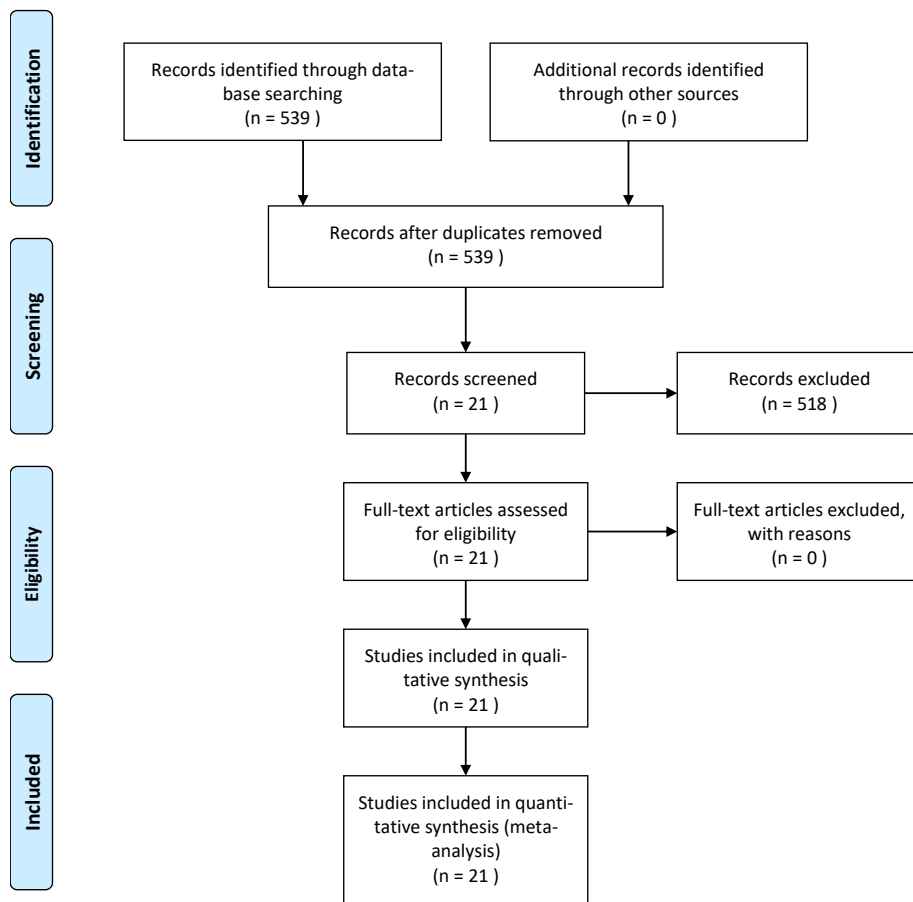 Identification
Records identified through data-
base searching
(n = 539 )
Additional records identified
through other sources
(n = 0 )
Records after duplicates removed
(n = 539 )
Screening
Records screened
(n = 21 )
Records excluded
(n = 518 )
Eligibility
Full-text articles assessed
for eligibility
(n = 21 )
Full-text articles excluded,
with reasons
(n = 0 )
Studies included in quali-
tative synthesis
(n = 21 )
Included
Studies included in quanti-
tative synthesis (meta-
analysis)
(n = 21 )